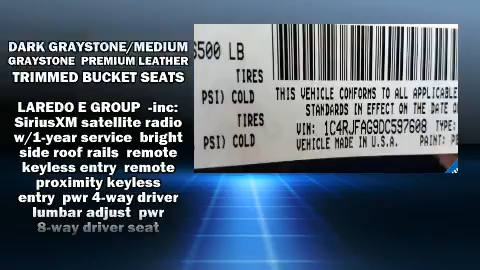 DARK GRAYSTONE/MEDIUM
GRAYSTONE PREMIUM LEATHER
TRIMMED BUCKET SEATS
LAREDO E GROUP -inc:
SiriusXM satellite radio
w/1-year service bright
side roof rails remote
keyless entry remote
proximity keyless
entry pwr 4-way driver
lumbar adjust pwr
8-way driver seat
500 LB
TIRES
PSI) COLD
TIRES
PSI) COLD
THIS VEHICLE CONFORMS TO ALL APPLICABLE
STANDARDS IN EFFECT ON THE DATE O
VIN: 1C4RJFAG9DC597608 TYPE:
VEHICLE MADE IN U.S.A. PAINT: